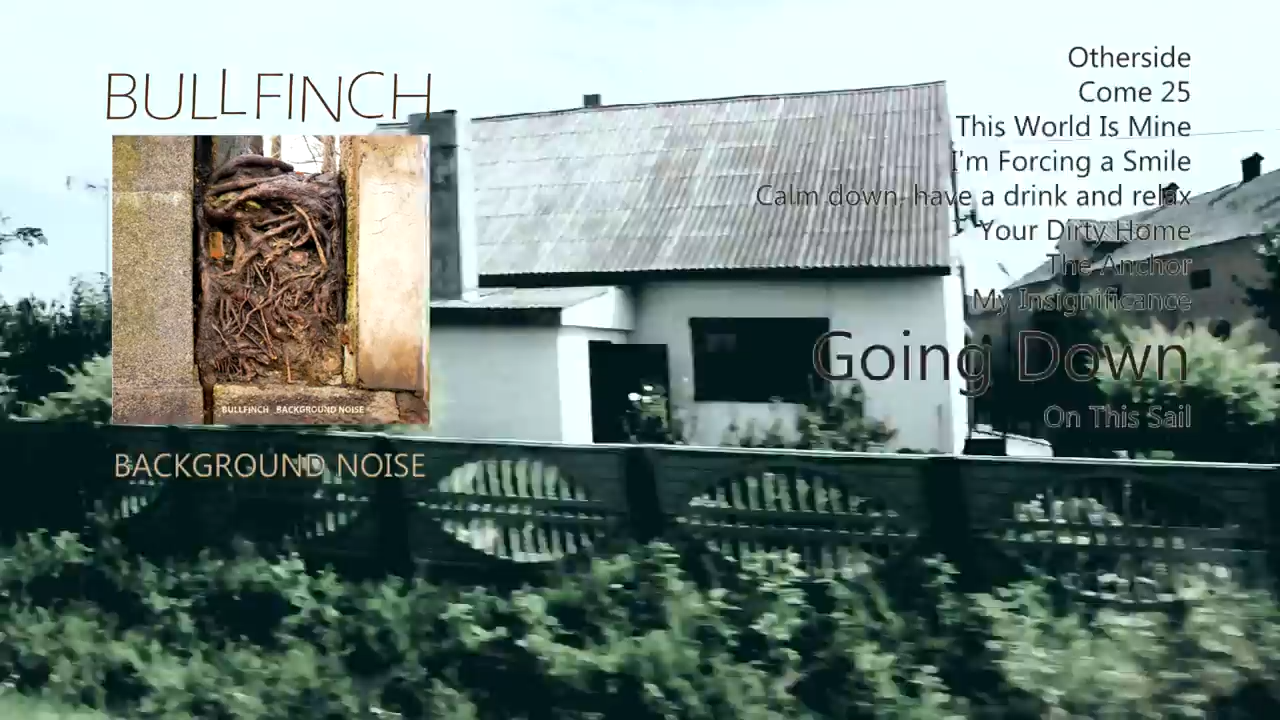 BULLFINCH
BULLFINCH BACKGROUND NOISE
BACKGROUND NOISE
Otherside
Come 25
This World Is Mine
I'm Forcing a Smile
Calm down- have a drink and relax
Your Dirty Home
The Anchor
My Insignificance
Going Down
On This Sail